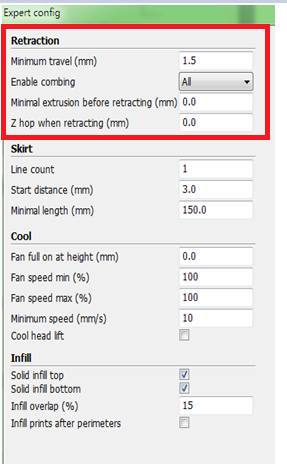 Expert config
Retraction
Minimum travel (mm) 1.5
Enable combing All
Minimal extrusion before retracting (mm) 0.0
Z hop when retracting (mm) 0.0
Skirt
Line count 1
Start distance (mm) 3.0
Minimal length (mm) 150.0
Cool
Fan full on at height (mm) 0.0
Fan speed min (%) 100
Fan speed max (%) 100
Minimum speed (mm/s) 10
Cool head lift
Infill
Solid infill top
Solid infill bottom
Infill overlap (%) 15
Infill prints after perimeters